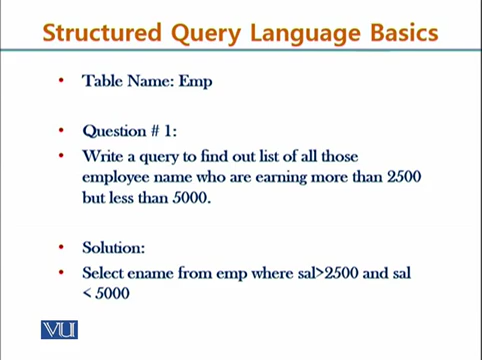 Structured Query Language Basics
• Table Name: Emp
• Question # 1:
• Write a query to find out list of all those
employee name who are earning more than 2500
but less than 5000.
• Solution:
• Select ename from emp where sal>2500 and sal
< 5000
VU